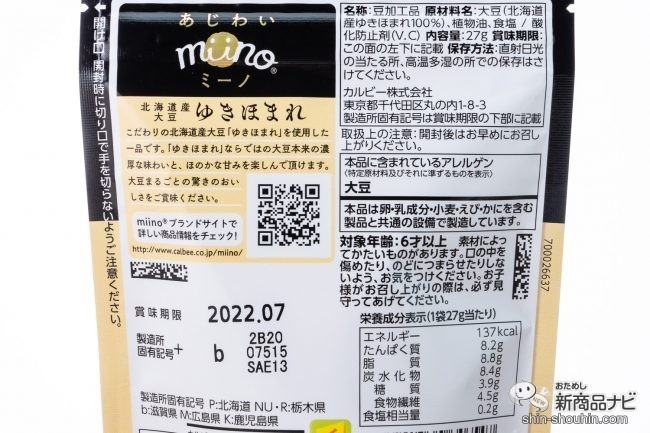 あじわい
miino®
ミーノ
北海道産大豆 ゆきほまれ
こだわりの北海道産大豆「ゆきほまれ」を使用した
一品です。「ゆきほまれ」ならではの大豆本来の濃
厚な味わいと、ほのかな甘みを楽しんで頂けます。
大豆まるごとの驚きのおい
しさをご賞味ください。
miino®ブランドサイトで
詳しい商品情報をチェック!
http://www.calbee.co.jp/miino/
←開け口 開封時に切り口で手を切らないようご注意ください。
賞味期限 2022.07
製造所
固有記号+
b
2B20
07515
SAE13
製造所固有記号 P:北海道 NU・R:栃木県
b:滋賀県 M:広島県 K:鹿児島県
名称:豆加工品 原材料名:大豆(北海道
産ゆきほまれ100%)、植物油、食塩 / 酸
化防止剤(V.C) 内容量:27g 賞味期限:
この面の左下に記載 保存方法:直射日光
の当たる所、高温多湿の所での保存はさ
けてください。
カルビー株式会社
東京都千代田区丸の内1-8-3
製造所固有記号は賞味期限の下部に記載
取扱上の注意:開封後はお早めにお召し
上がりください。
本品に含まれているアレルゲン
(特定原材料及びそれに準ずるものを表示)
大豆
本品は卵・乳成分・小麦・えび・かにを含む
製品と共通の設備で製造しています。
対象年齢:6才以上 素材によっ
てかたいものがあります。口の中を
傷めたり、のどにつまらせたりしな
いよう、お気をつけください。お子
様がお召し上がりの際は、必ず見
守ってあげてください。
700026637
栄養成分表示(1袋27g当たり)
エネルギー 137kcal
たんぱく質 8.2g
脂質 8.8g
炭水化物 8.4g
糖質 3.9g
食物繊維 4.5g
食塩相当量 0.2g
おためし
新商品ナビ
shin-shouhin.com